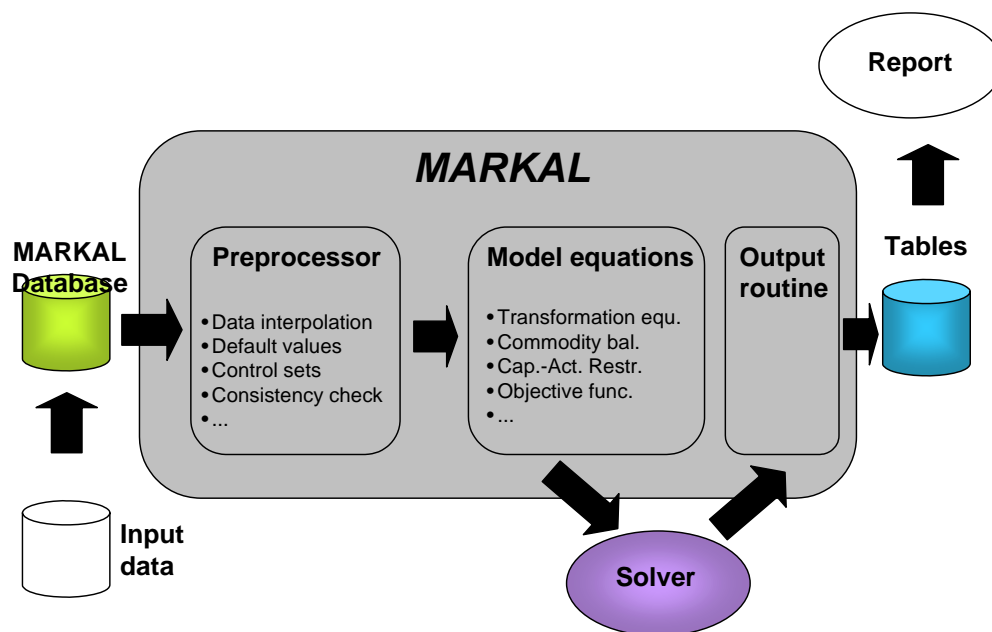 Report
MARKAL
MARKAL
Database
Preprocessor
• Data interpolation
• Default values
• Control sets
• Consistency check
• ...
Model equations
• Transformation equ.
• Commodity bal.
• Cap.-Act. Restr.
• Objective func.
• ...
Output
routine
Tables
Input
data
Solver